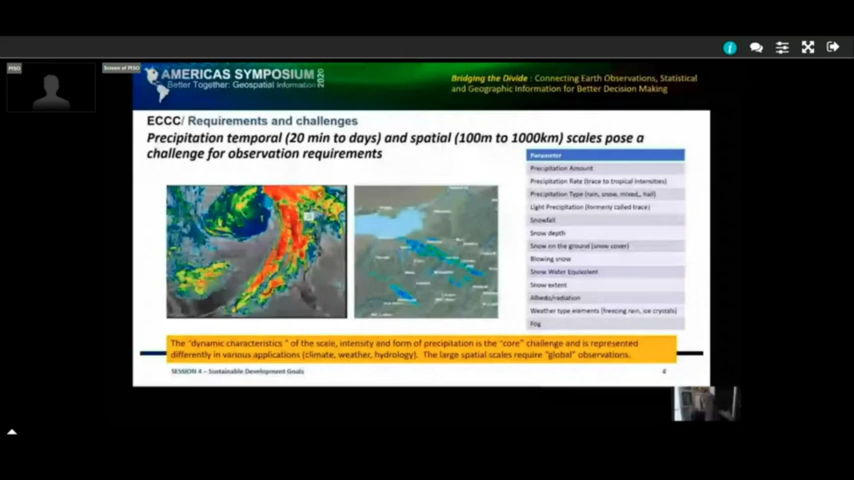 PFSO
Screen of PFSO
AMERICAS SYMPOSIUM 2020
Better Together: Geospatial Information
Bridging the Divide : Connecting Earth Observations, Statistical
and Geographic Information for Better Decision Making
ECCC/ Requirements and challenges
Precipitation temporal (20 min to days) and spatial (100m to 1000km) scales pose a
challenge for observation requirements
Parameter
Precipitation Amount
Precipitation Rate (trace to tropical intensities)
Precipitation Type (rain, snow, mixed,, hail)
Light Precipitation (formerly called trace)
Snowfall
Snow depth
Snow on the ground (snow cover)
Blowing snow
Snow Water Equivalent
Snow extent
Albedo/radiation
Weather type elements (freezing rain, ice crystals)
Fog
The "dynamic characteristics " of the scale, intensity and form of precipitation is the "core" challenge and is represented
differently in various applications (climate, weather, hydrology). The large spatial scales require "global" observations.
SESSION 4 – Sustainable Development Goals
4